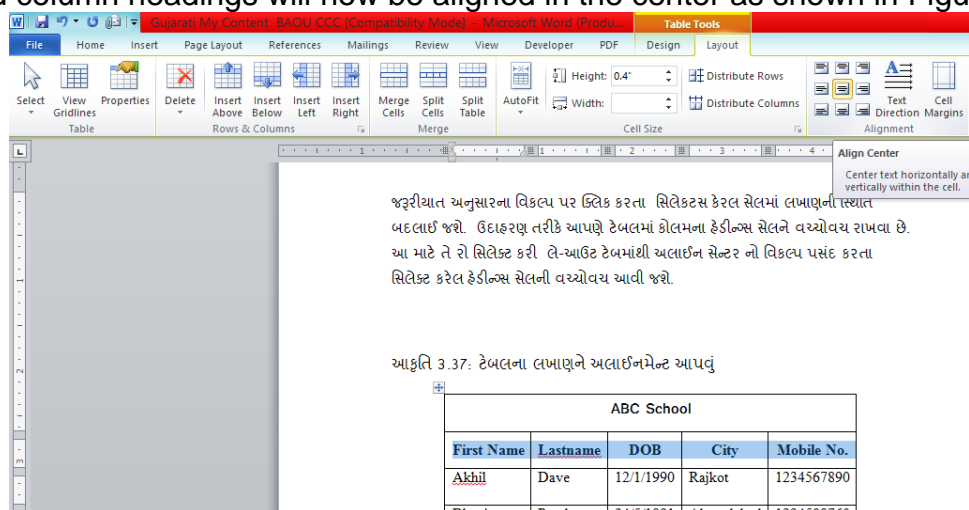 d column headings will now be aligned in the center as shown in Figu
Gujarati My Content BAOU CCC [Compatibility Mode] - Microsoft Word (Produ...
Table Tools
File Home Insert Page Layout References Mailings Review View Developer PDF Design Layout
Select View Gridlines Properties Delete Insert Above Insert Below Insert Left Insert Right Merge Cells Split Cells Split Table AutoFit Height: 0.4" Width: Distribute Rows Distribute Columns Text Direction Cell Margins
Table Rows & Columns Merge Cell Size Alignment
Align Center
Center text horizontally an
vertically within the cell.
જરૂરીયાત અનુસારના વિકલ્પ પર ક્લિક કરતા સિલેક્ટસ કેરલ સેલમાં લખાણની સ્થિતિ
બદલાઈ જશે. ઉદાહરણ તરીકે આપણે ટેબલમાં કોલમના હેડીન્ગ્સ સેલને વચ્ચોવચ રાખવા છે.
આ માટે તે રો સિલેક્ટ કરી લે-આઉટ ટેબમાંથી અલાઈન સેન્ટર નો વિકલ્પ પસંદ કરતા
સિલેક્ટ કરેલ હેડીન્ગ્સ સેલની વચ્ચોવચ આવી જશે.
આકૃતિ 3.37: ટેબલના લખાણને અલાઈનમેન્ટ આપવું
ABC School
First Name Lastname DOB City Mobile No.
Akhil Dave 12/1/1990 Rajkot 1234567890